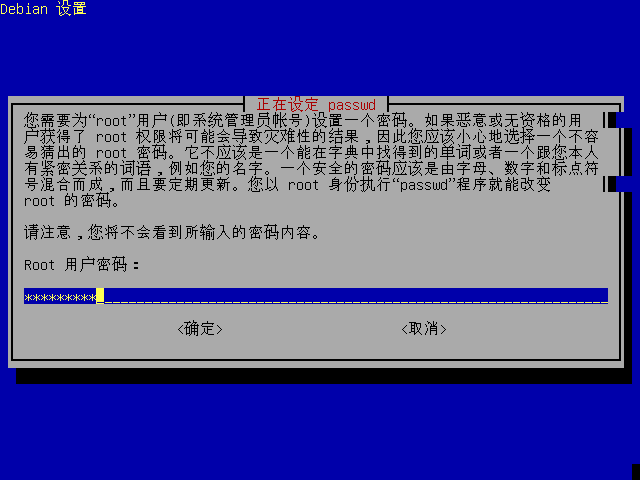 Debian 设置
正在设定 passwd
您需要为“root”用户(即系统管理员帐号)设置一个密码。如果恶意或无资格的用
户获得了 root 权限将可能会导致灾难性的结果，因此您应该小心地选择一个不容
易猜出的 root 密码。它不应该是一个能在字典中找得到的单词或者一个跟您本人
有紧密关系的词语，例如您的名字。一个安全的密码应该是由字母、数字和标点符
号混合而成，而且要定期更新。您以 root 身份执行“passwd”程序就能改变
root 的密码。
请注意，您将不会看到所输入的密码内容。
Root 用户密码：
*********
<确定> <取消>